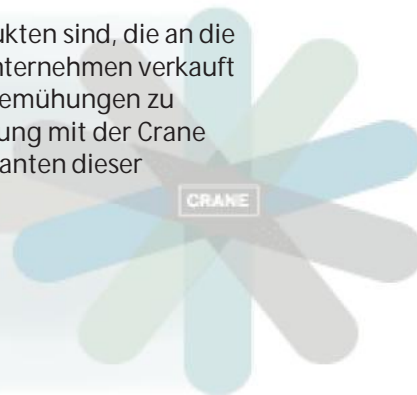 ukten sind, die an die
nternehmen verkauft
emühungen zu
ung mit der Crane
anten dieser
CRANE